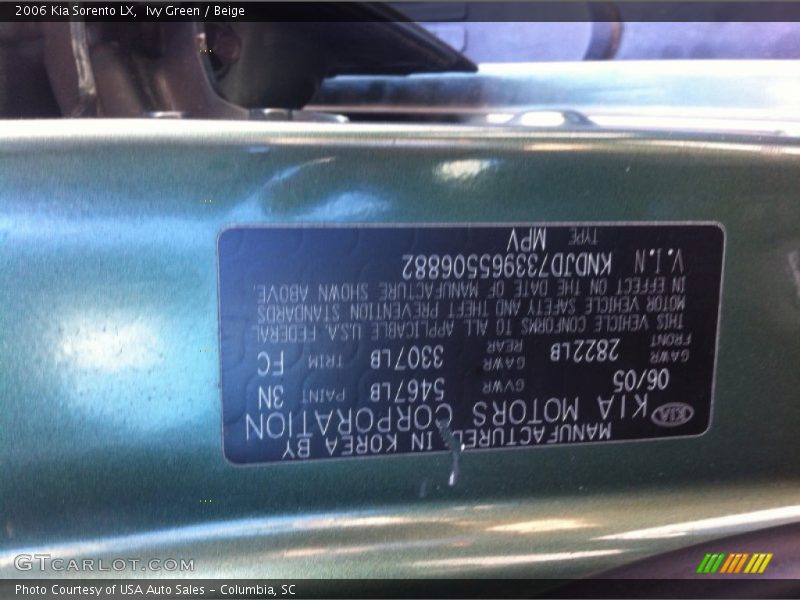 2006 Kia Sorento LX, Ivy Green / Beige
MANUFACTURED IN KOREA BY
KIA MOTORS CORPORATION
KIA
06/05 GVWR 5467LB PAINT 3N
GAWR FRONT 2822LB GAWR REAR 3307LB TRIM FC
THIS VEHICLE CONFORMS TO ALL APPLICABLE U.S.A. FEDERAL
MOTOR VEHICLE SAFETY AND THEFT PREVENTION STANDARDS
IN EFFECT ON THE DATE OF MANUFACTURE SHOWN ABOVE.
V.I.N KNDJD733965506882
TYPE MPV
GTCARLOT.COM
Photo Courtesy of USA Auto Sales - Columbia, SC